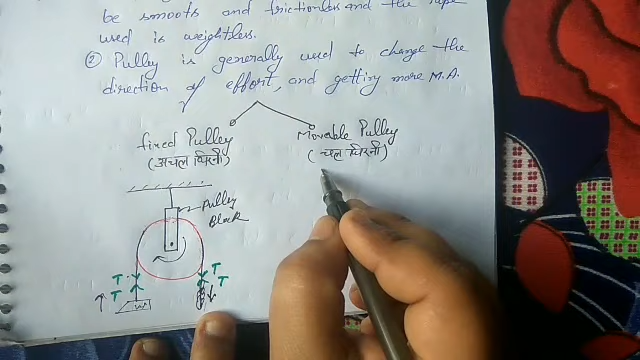 be smooth and frictionless and the rope
used is weightless.
② Pulley is generally used to change the
direction of effort, and getting more M.A.
fixed Pulley
(अचल घिरनी)
Movable Pulley
(चल घिरनी)
Pulley
Block
T
T
T
T
W